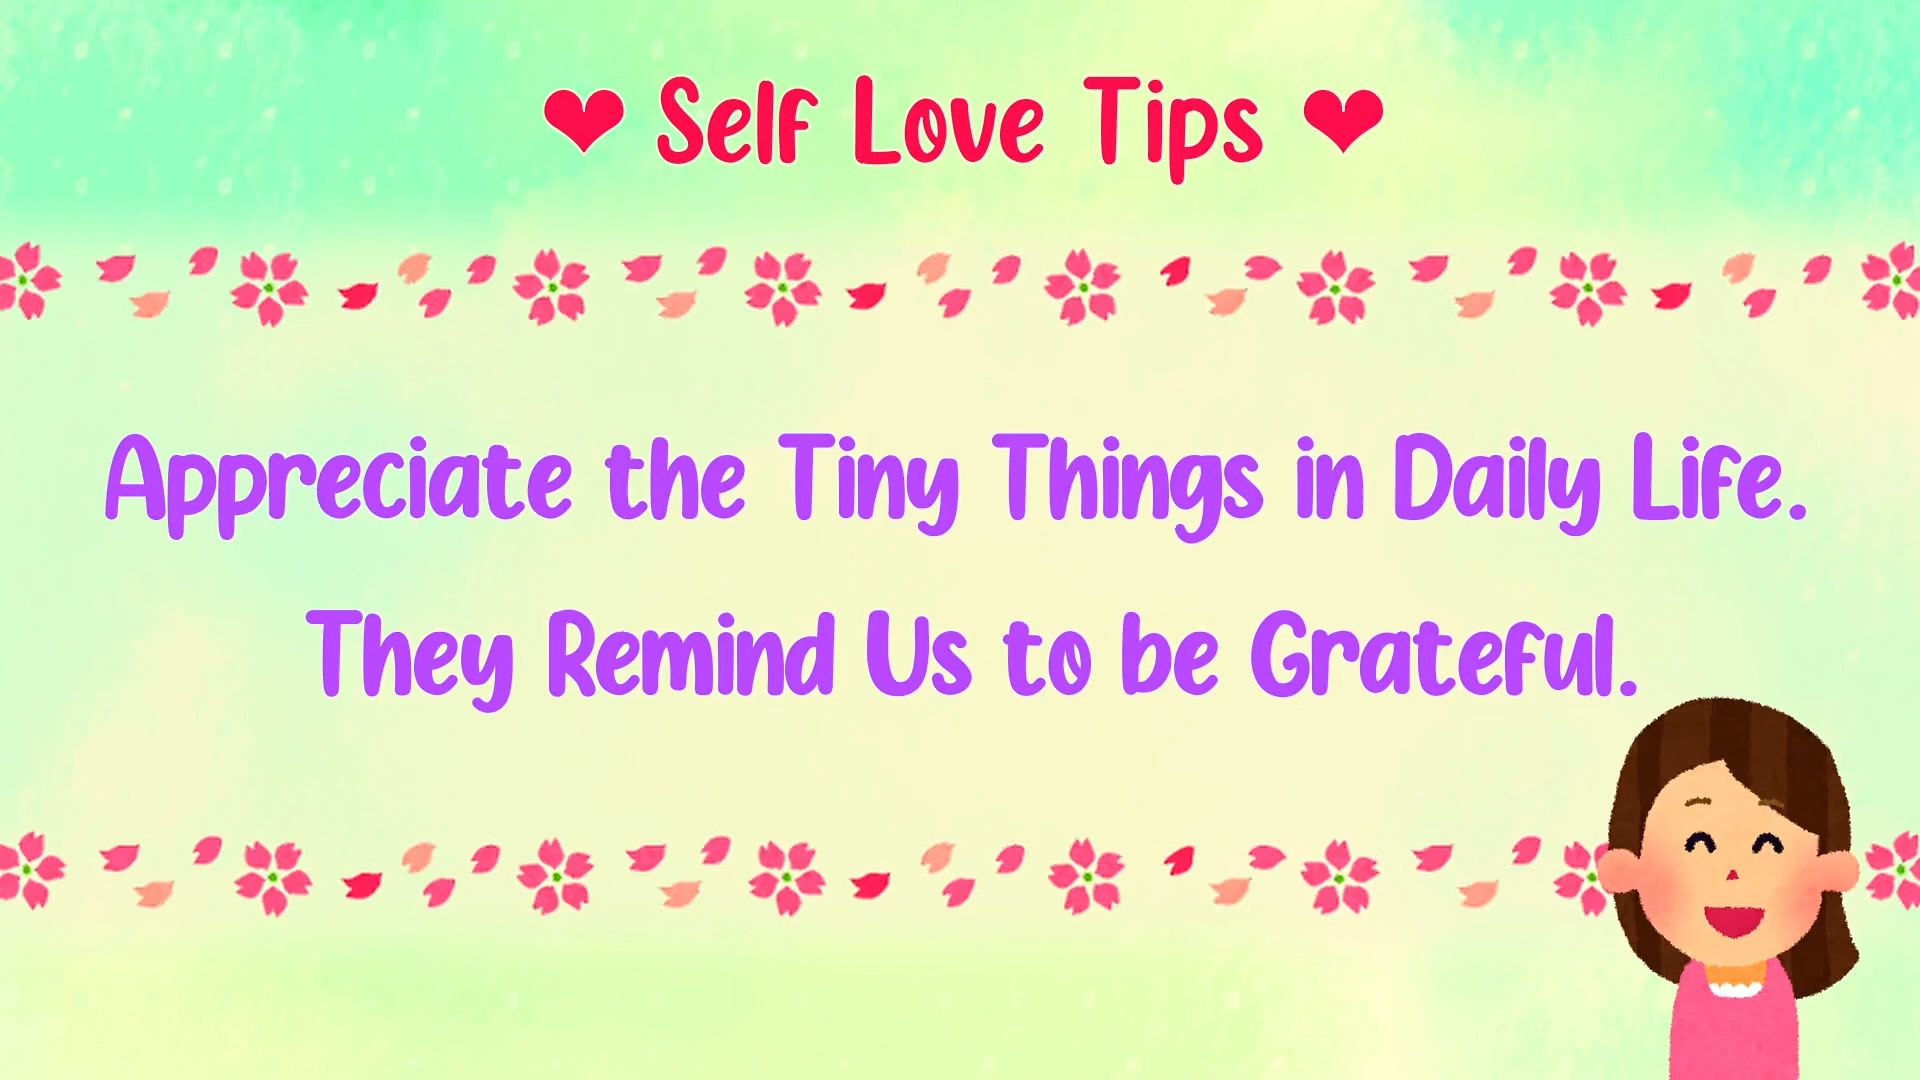 ❤ Self Love Tips ❤
Appreciate the Tiny Things in Daily Life.
They Remind Us to be Grateful.